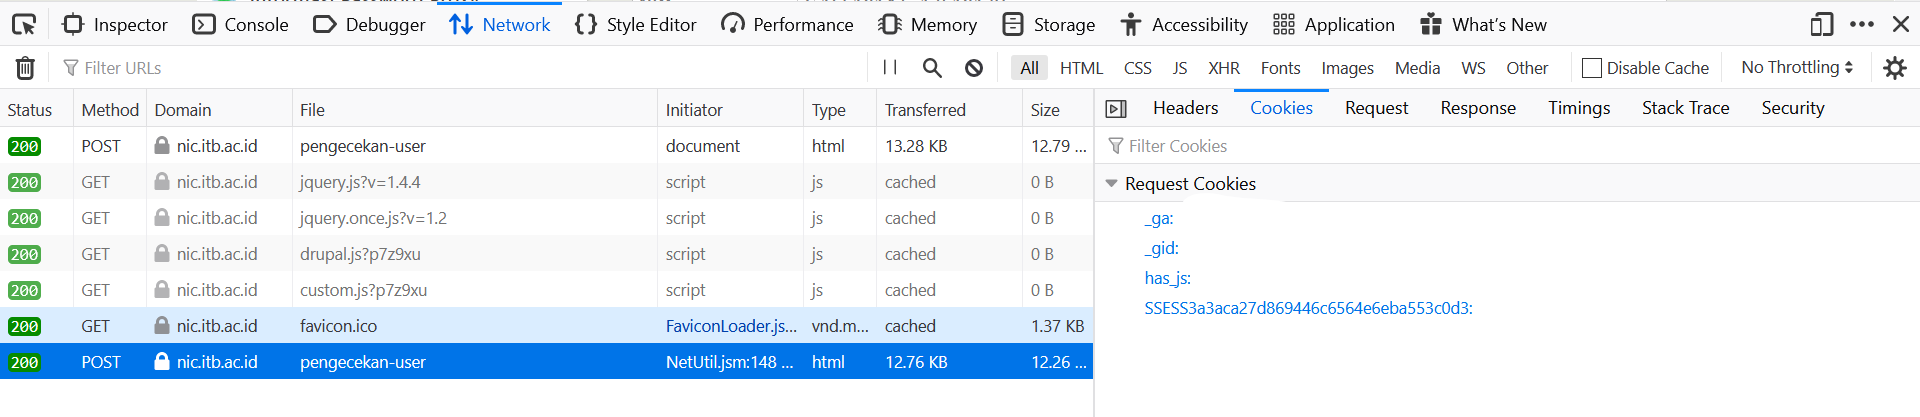 Inspector Console Debugger Network Style Editor Performance Memory Storage Accessibility Application What's New
Filter URLs All HTML CSS JS XHR Fonts Images Media WS Other Disable Cache No Throttling
Status Method Domain File Initiator Type Transferred Size
200 POST nic.itb.ac.id pengecekan-user document html 13.28 KB 12.79 ...
200 GET nic.itb.ac.id jquery.js?v=1.4.4 script js cached 0 B
200 GET nic.itb.ac.id jquery.once.js?v=1.2 script js cached 0 B
200 GET nic.itb.ac.id drupal.js?p7z9xu script js cached 0 B
200 GET nic.itb.ac.id custom.js?p7z9xu script js cached 0 B
200 GET nic.itb.ac.id favicon.ico FaviconLoader.js... vnd.m... cached 1.37 KB
200 POST nic.itb.ac.id pengecekan-user NetUtil.jsm:148 ... html 12.76 KB 12.26 ...
Headers Cookies Request Response Timings Stack Trace Security
Filter Cookies
Request Cookies
_ga:
_gid:
has_js:
SSESS3a3aca27d869446c6564e6eba553c0d3: